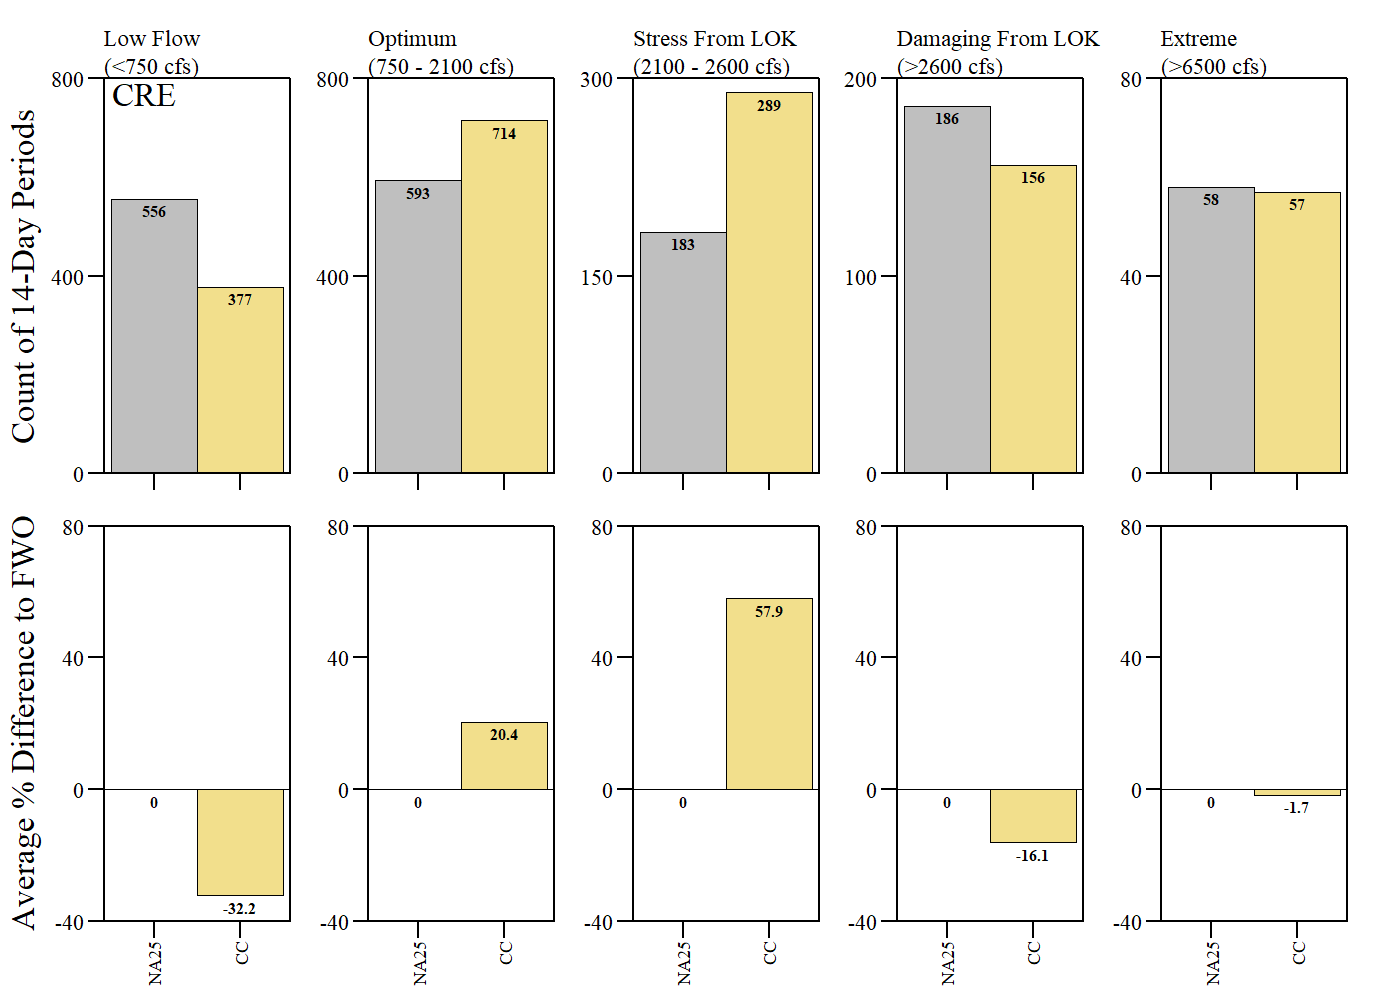 Low Flow
(<750 cfs)
Optimum
(750 - 2100 cfs)
Stress From LOK
(2100 - 2600 cfs)
Damaging From LOK
(>2600 cfs)
Extreme
(>6500 cfs)
Count of 14-Day Periods
800
400
0
CRE
556
377
800
400
0
593
714
300
150
0
183
289
200
100
0
186
156
80
40
0
58
57
Average % Difference to FWO
80
40
0
-40
0
-32.2
NA25
CC
80
40
0
-40
0
20.4
NA25
CC
80
40
0
-40
0
57.9
NA25
CC
80
40
0
-40
0
-16.1
NA25
CC
80
40
0
-40
0
-1.7
NA25
CC